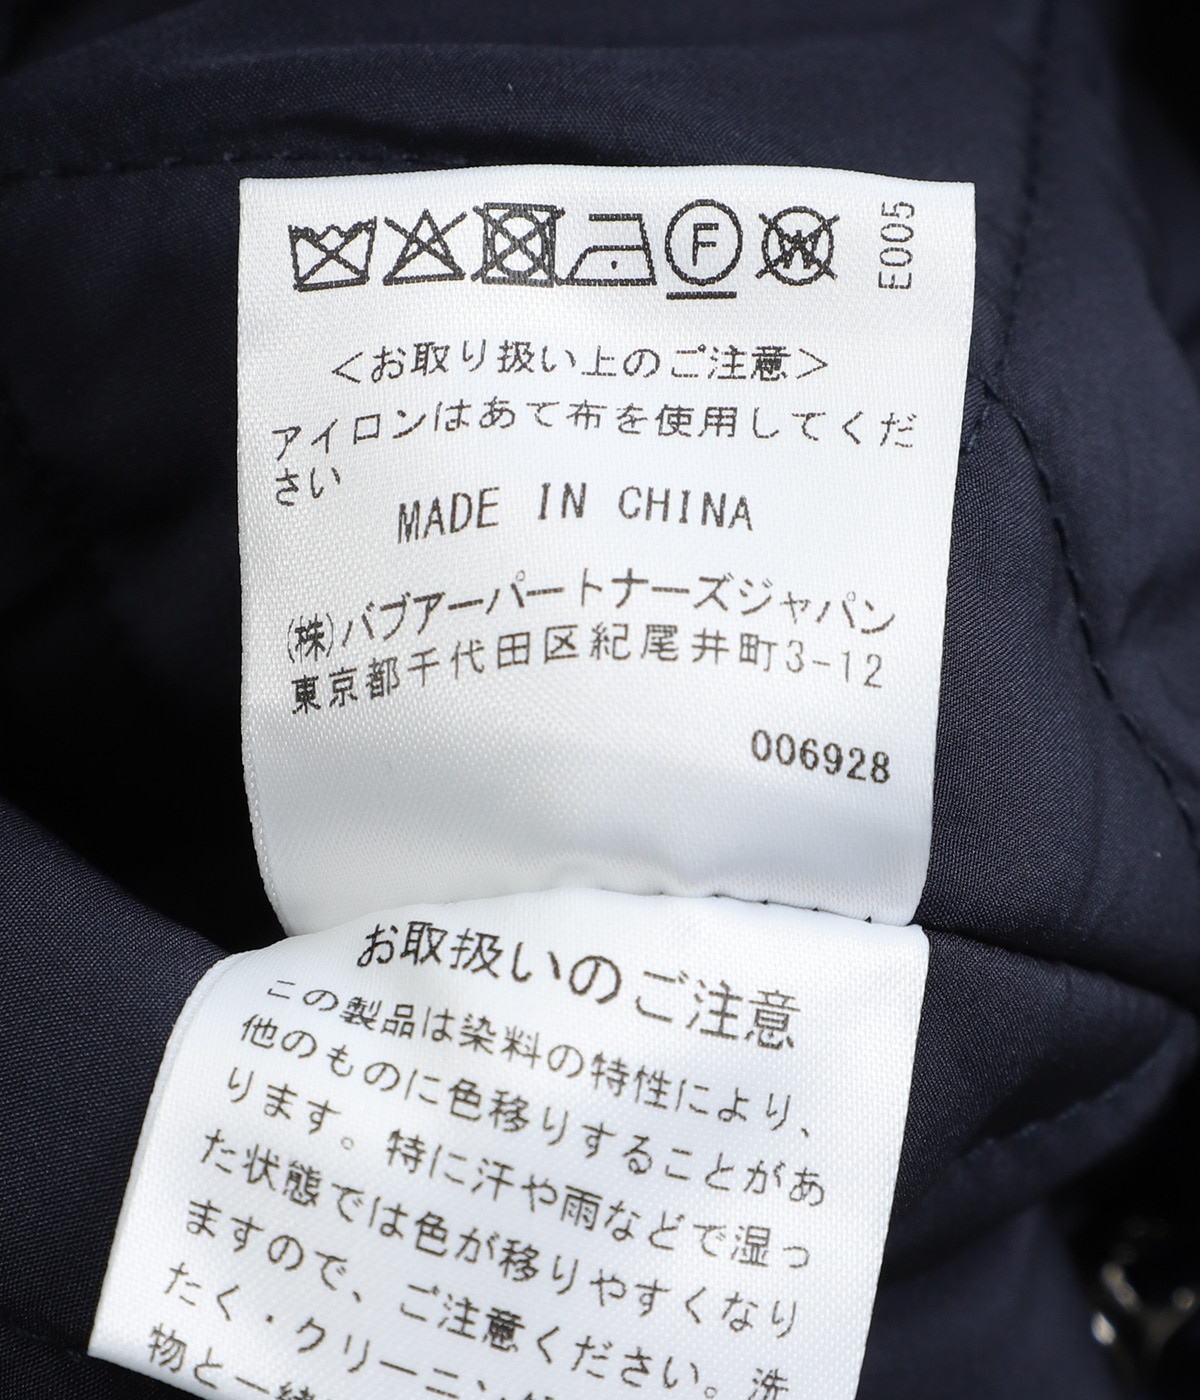 F W
E005
<お取り扱い上のご注意>
アイロンはあて布を使用してくだ
さい
MADE IN CHINA
(株)バブアーパートナーズジャパン
東京都千代田区紀尾井町3-12
006928
お取扱いのご注意
この製品は染料の特性により、
他のものに色移りすることがあ
ります。特に汗や雨などで湿っ
た状態では色が移りやすくなり
ますので、ご注意ください。洗
たく・クリーニン
物と一緒